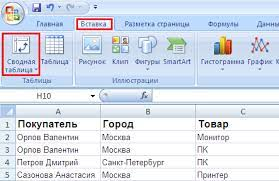 Главная Вставка Разметка страницы Формулы
Сводная таблица Таблица Рисунок Клип Фигуры SmartArt Гистограмма График Кр
Таблицы Иллюстрации
H10
A B C
1 Покупатель Город Товар
2 Орлов Валентин Москва Монитор
3 Орлов Валентин Москва ПК
4 Петров Дмитрий Санкт-Петербург ПК
5 Сазонова Анастасия Москва Принтер